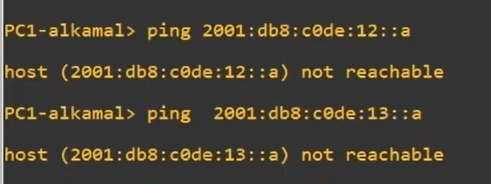 PC1-alkamal> ping 2001:db8:c0de:12::a
host (2001:db8:c0de:12::a) not reachable
PC1-alkamal> ping  2001:db8:c0de:13::a
host (2001:db8:c0de:13::a) not reachable